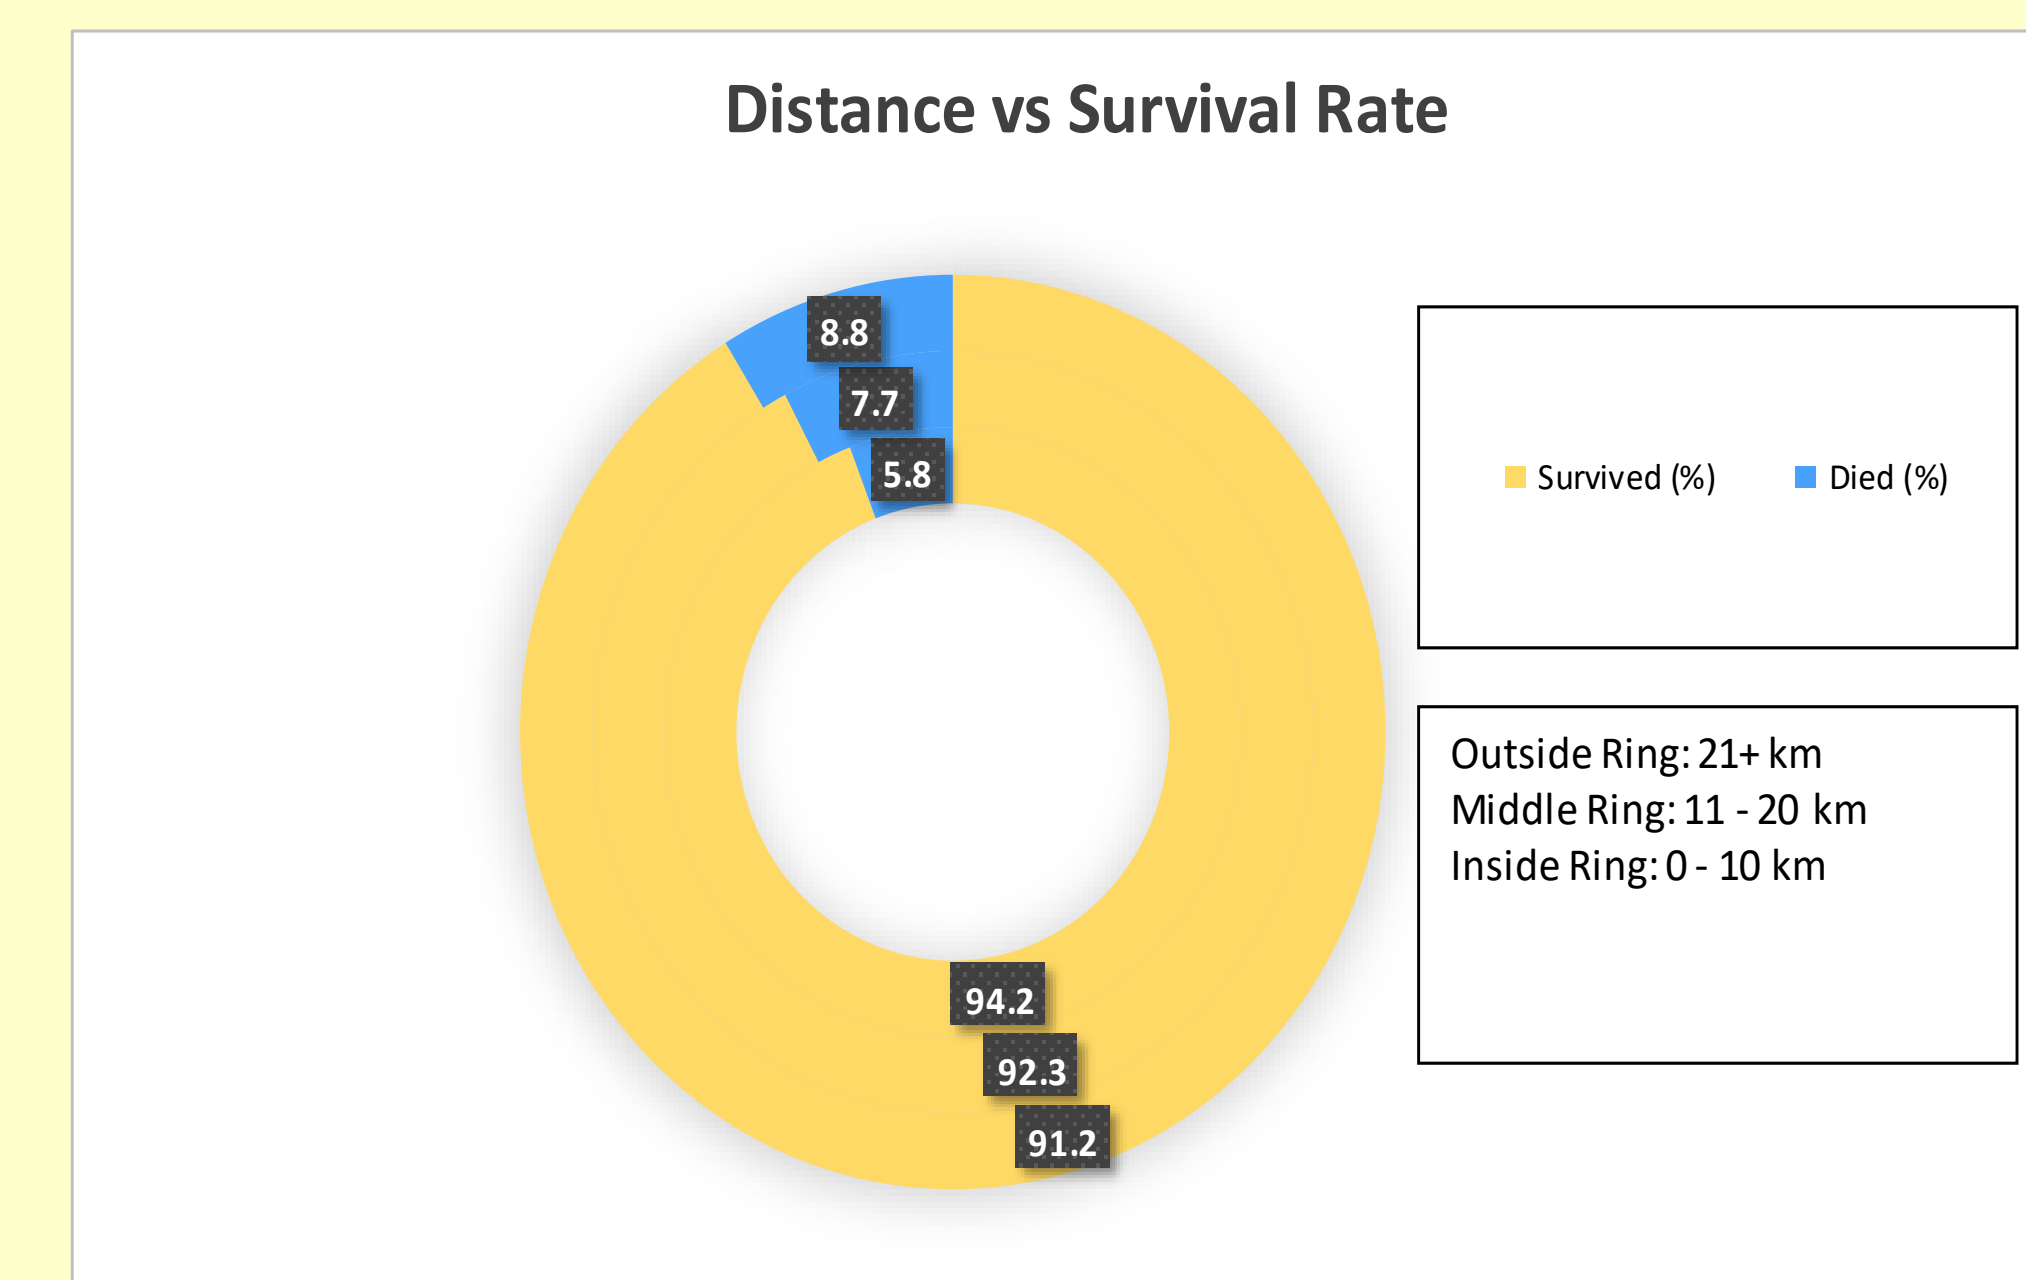 Distance vs Survival Rate
8.8
7.7
5.8
Survived (%) Died (%)
Outside Ring: 21+ km
Middle Ring: 11 - 20 km
Inside Ring: 0 - 10 km
94.2
92.3
91.2